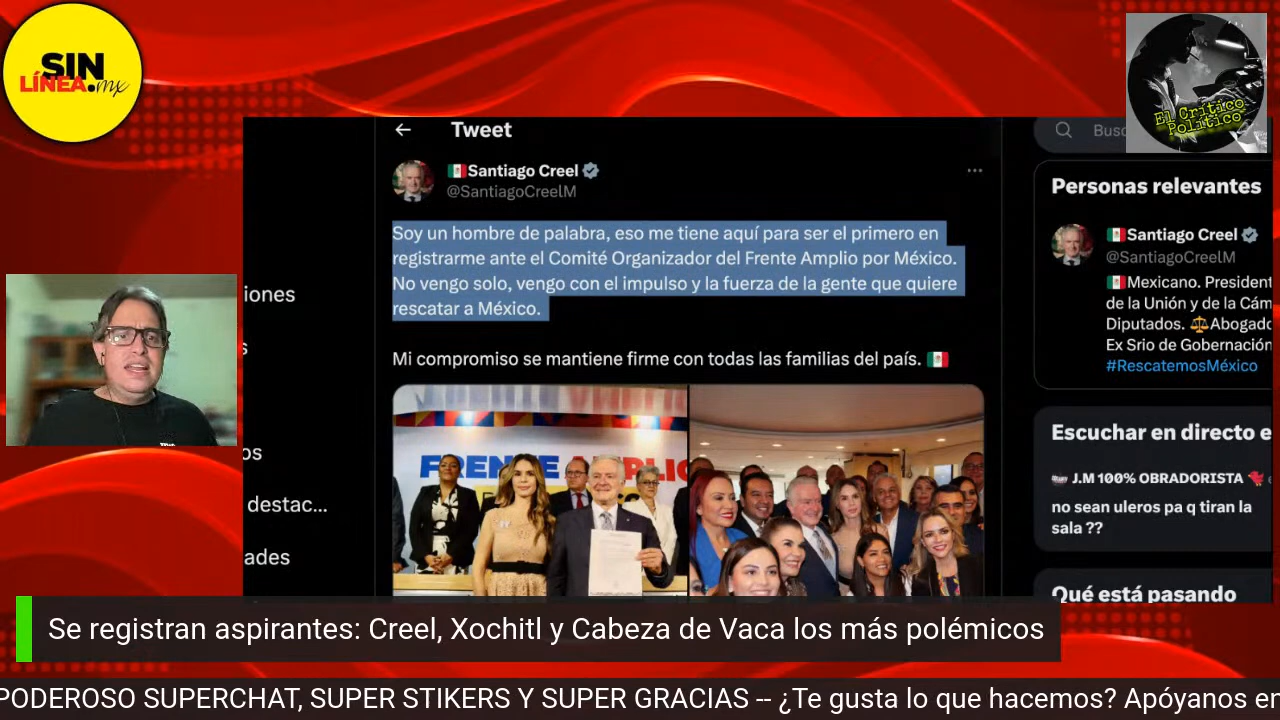 SIN
LÍNEA.mx
El Crítico
Político
Tweet
Busc
Santiago Creel
@SantiagoCreelM
Soy un hombre de palabra, eso me tiene aquí para ser el primero en
registrarme ante el Comité Organizador del Frente Amplio por México.
No vengo solo, vengo con el impulso y la fuerza de la gente que quiere
rescatar a México.
Mi compromiso se mantiene firme con todas las familias del país.
FRENTE AMPLIO
iones
s
os
destac...
ades
Personas relevantes
Santiago Creel
@SantiagoCreelM
Mexicano. President
de la Unión y de la Cám
Diputados. Abogado
Ex Srio de Gobernación
#RescatemosMéxico
Escuchar en directo e
J.M 100% OBRADORISTA
no sean uleros pa q tiran la
sala ??
Qué está pasando
Se registran aspirantes: Creel, Xochitl y Cabeza de Vaca los más polémicos
PODEROSO SUPERCHAT, SUPER STIKERS Y SUPER GRACIAS -- ¿Te gusta lo que hacemos? Apóyanos en